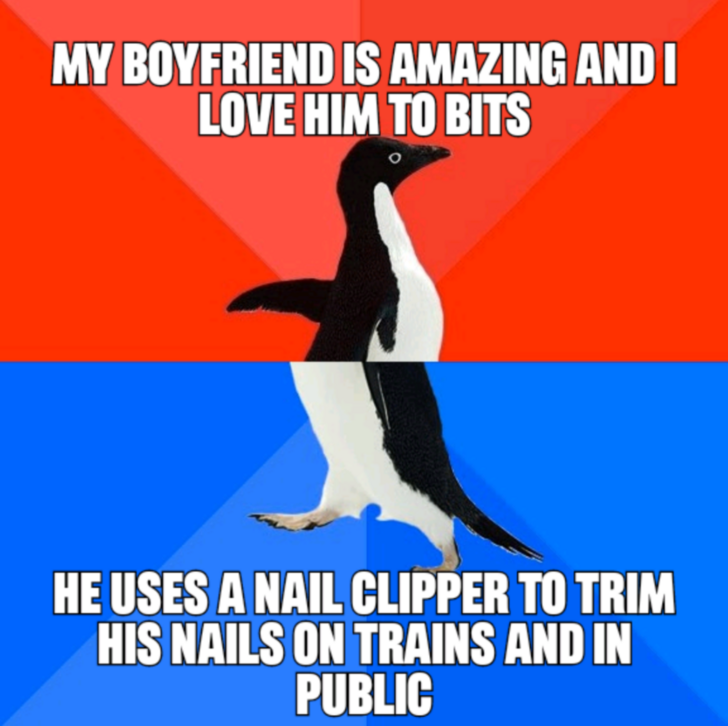 MY BOYFRIEND IS AMAZING AND I
LOVE HIM TO BITS
HE USES A NAIL CLIPPER TO TRIM
HIS NAILS ON TRAINS AND IN
PUBLIC